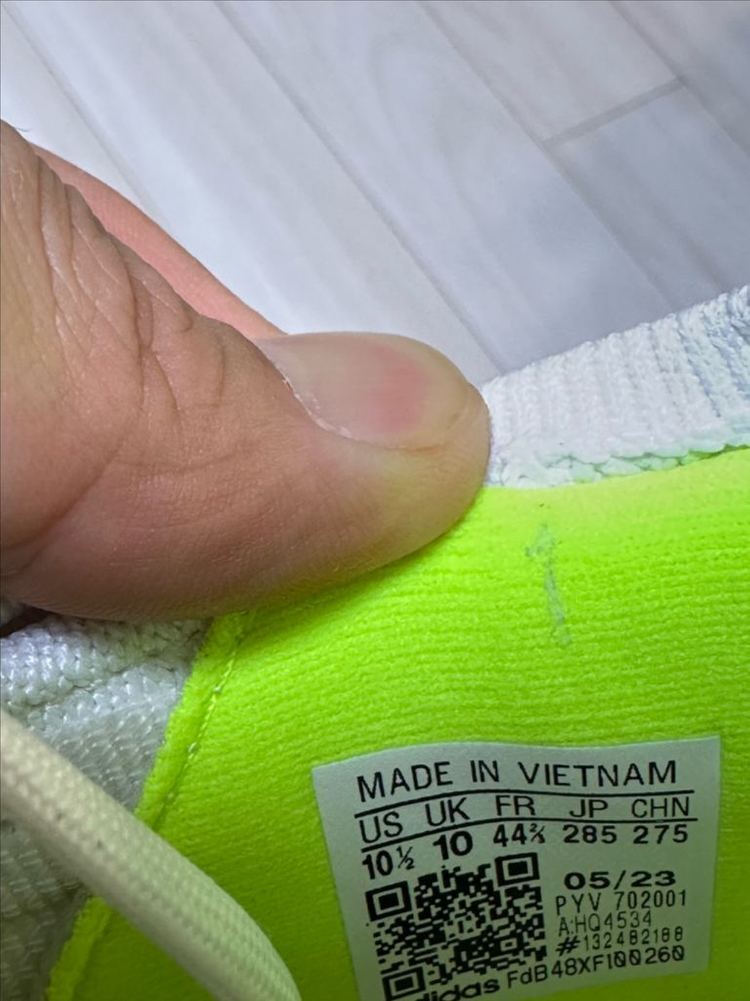 MADE IN VIETNAM
US UK FR JP CHN
10½ 10 44⅔ 285 275
05/23
PYV 702001
A:HQ4534
#132482188
adidas FdB48XF100260